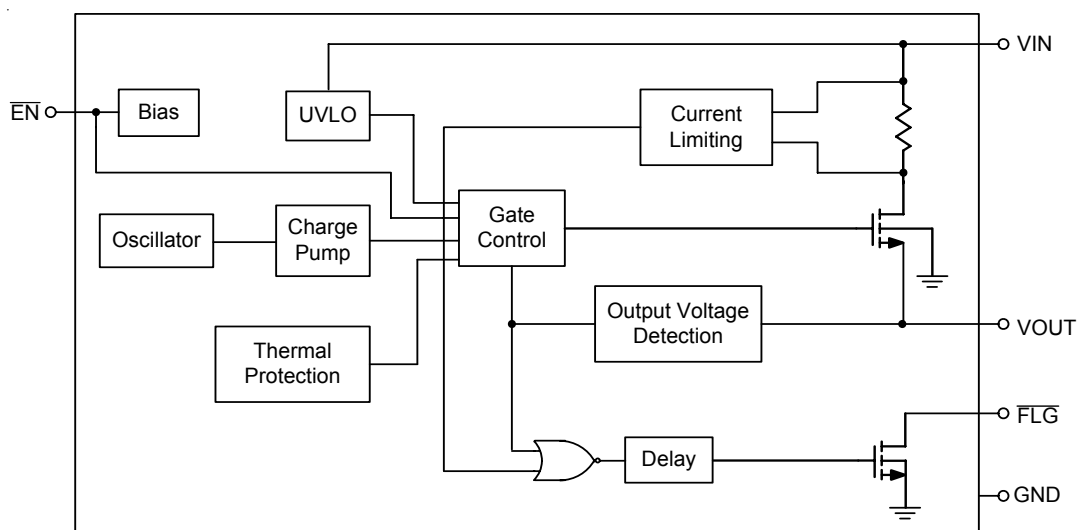 VIN
EN
Bias
UVLO
Current
Limiting
Oscillator
Charge
Pump
Gate
Control
Output Voltage
Detection
VOUT
Thermal
Protection
FLG
Delay
GND